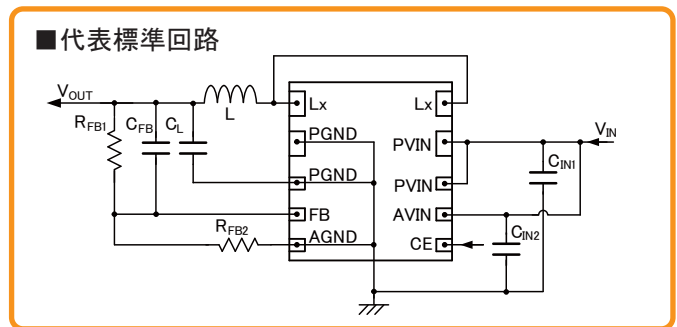 ■代表標準回路
VOUT
RFB1
CFB
CL
L
Lx
PGND
PGND
FB
AGND
RFB2
Lx
PVIN
PVIN
AVIN
CE
VIN
CIN1
CIN2